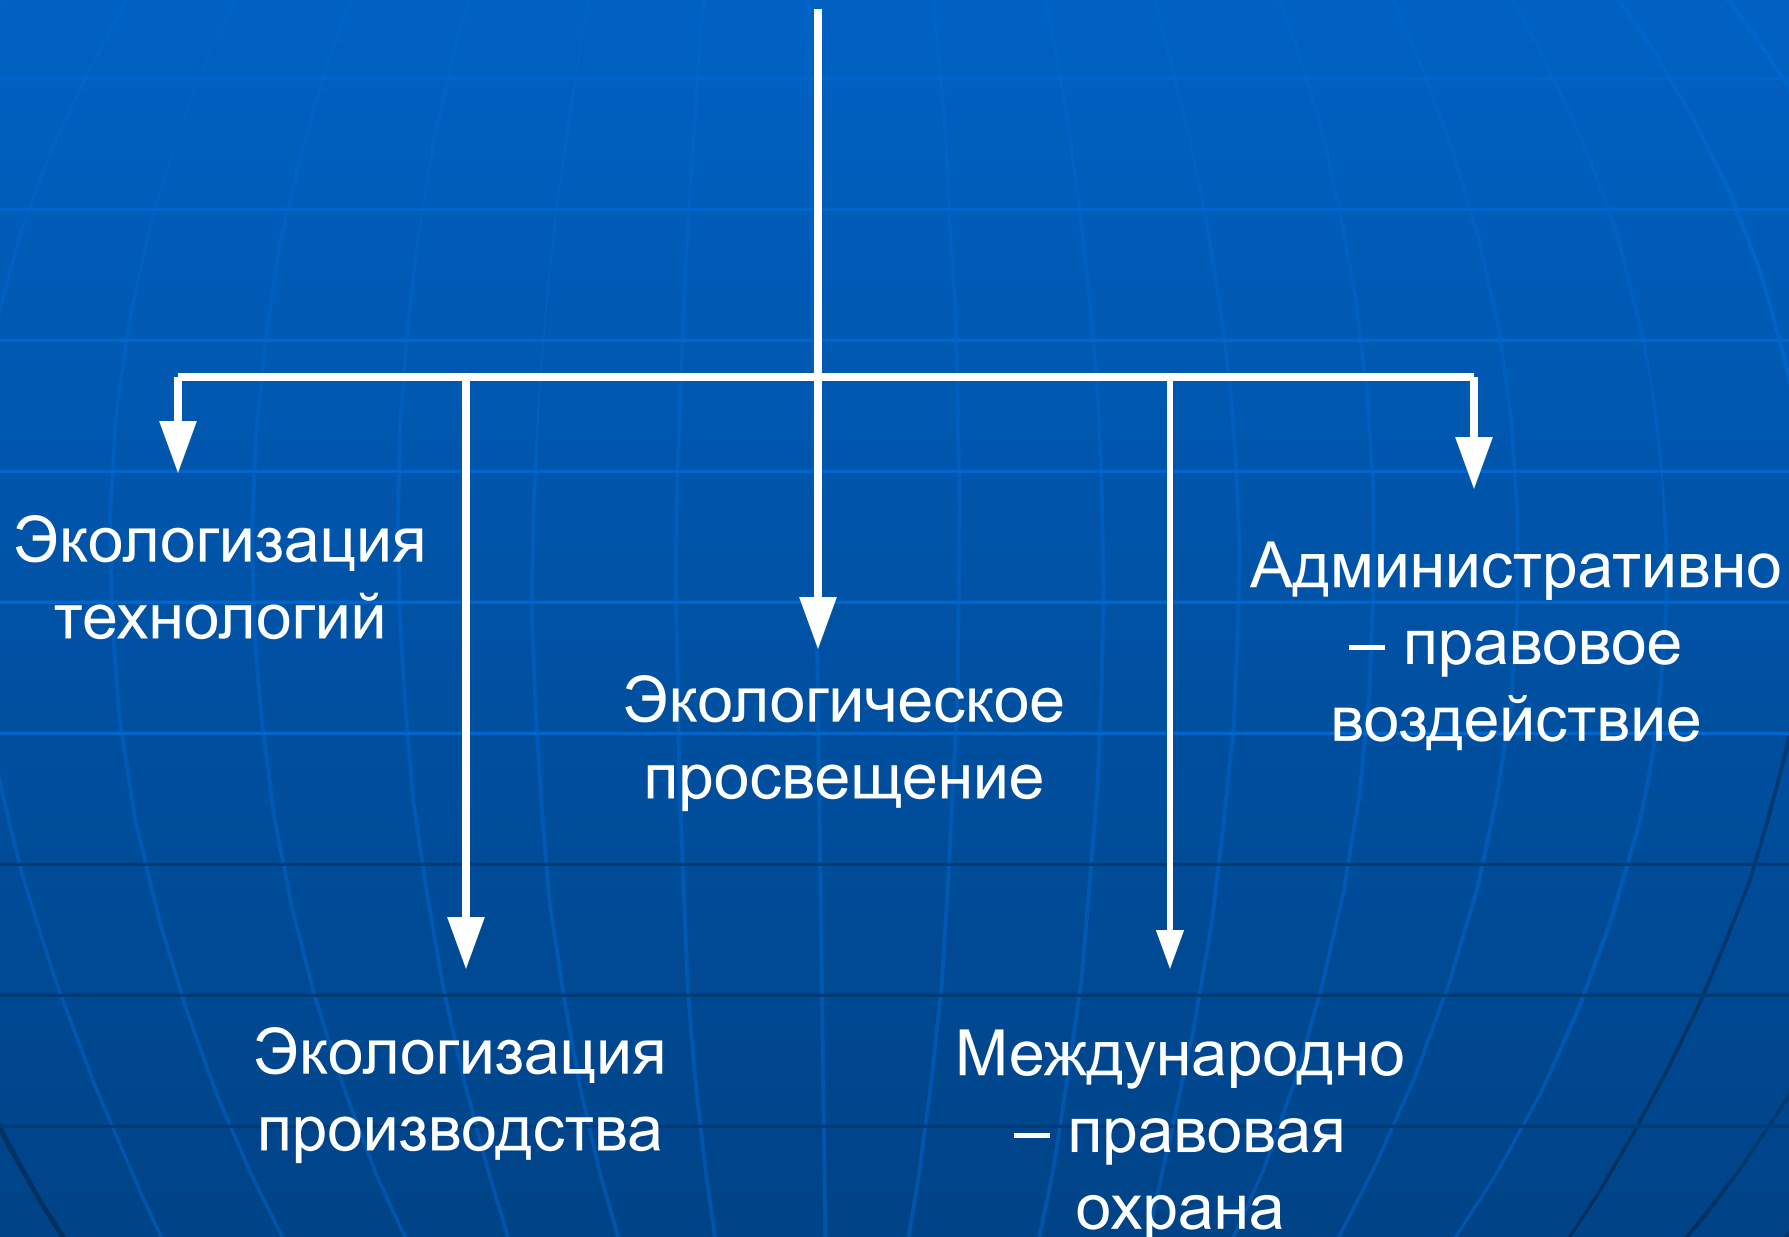 Экологизация
технологий
Экологизация
производства
Экологическое
просвещение
Международно
– правовая
охрана
Административно
– правовое
воздействие